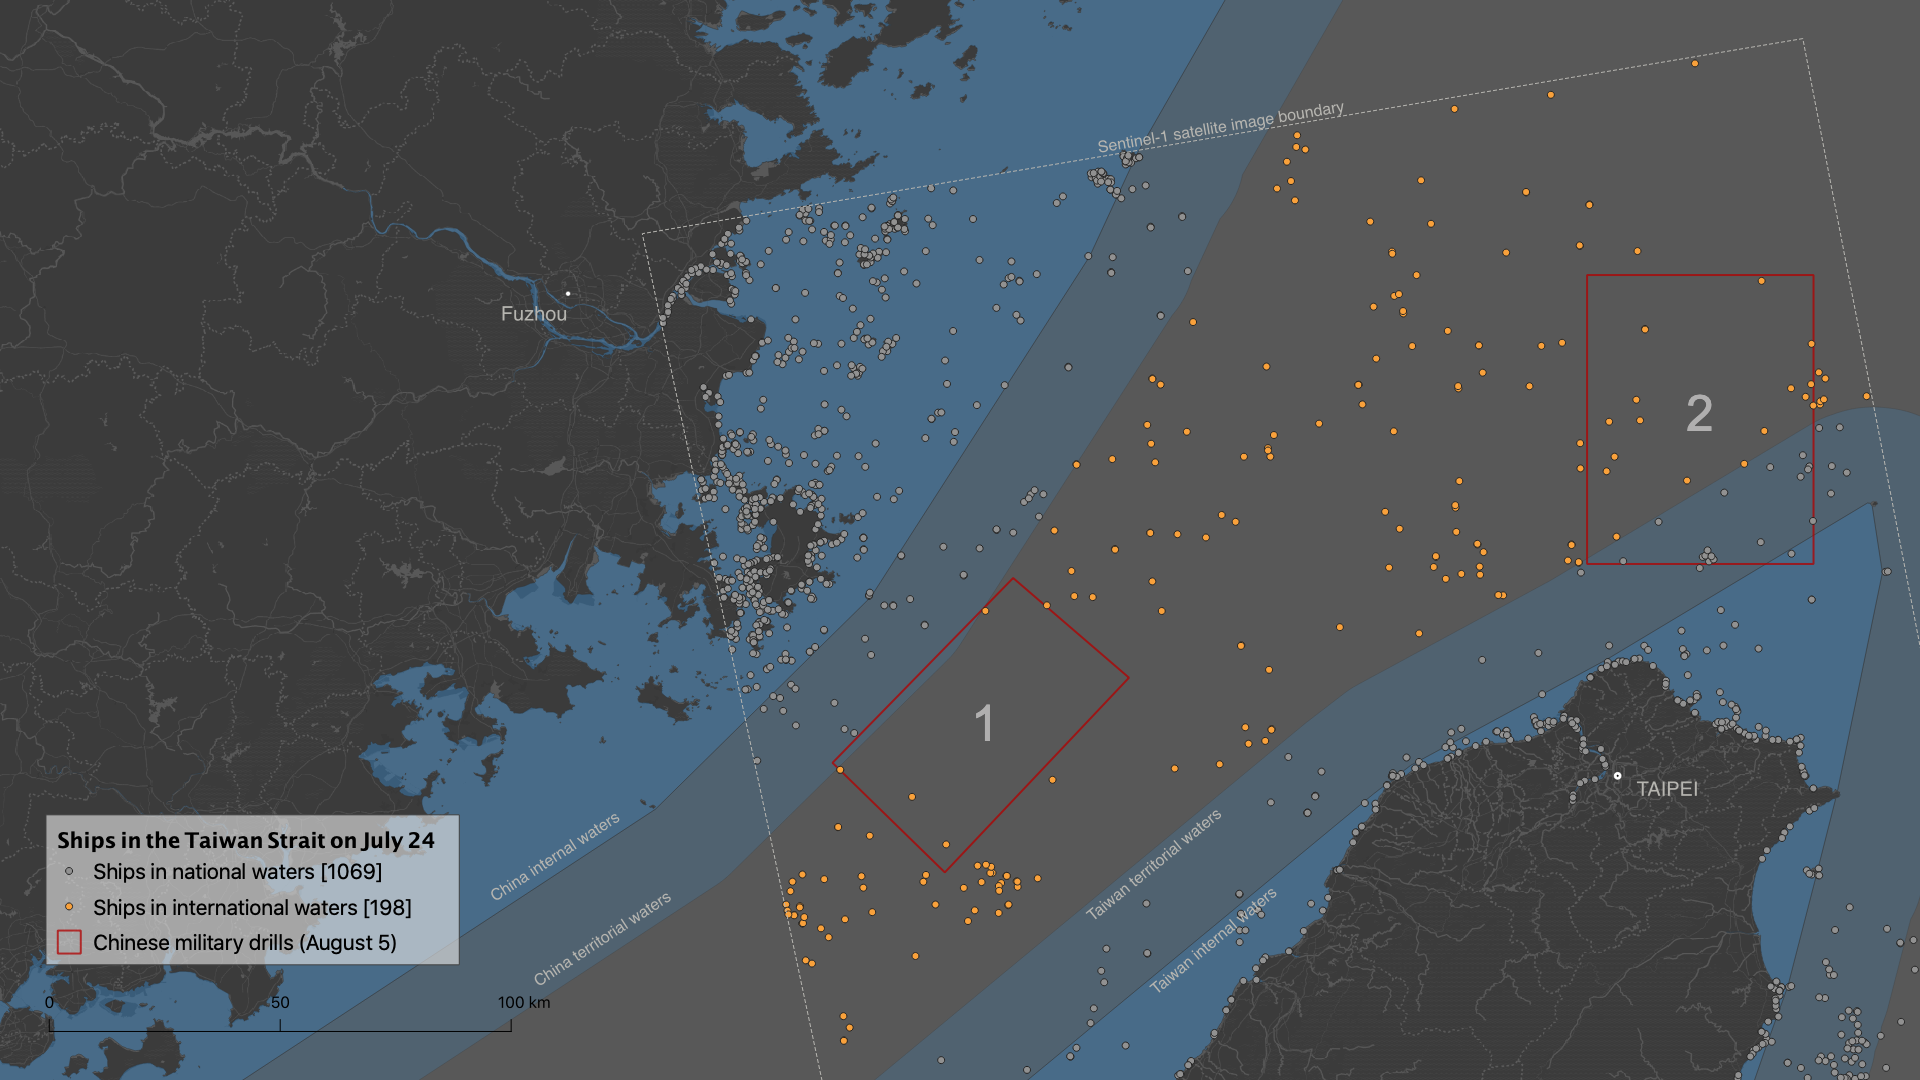 Sentinel-1 satellite image boundary
Fuzhou
2
1
TAIPEI
Ships in the Taiwan Strait on July 24
Ships in national waters [1069]
Ships in international waters [198]
Chinese military drills (August 5)
China internal waters
China territorial waters
Taiwan territorial waters
Taiwan internal waters
0 50 100 km